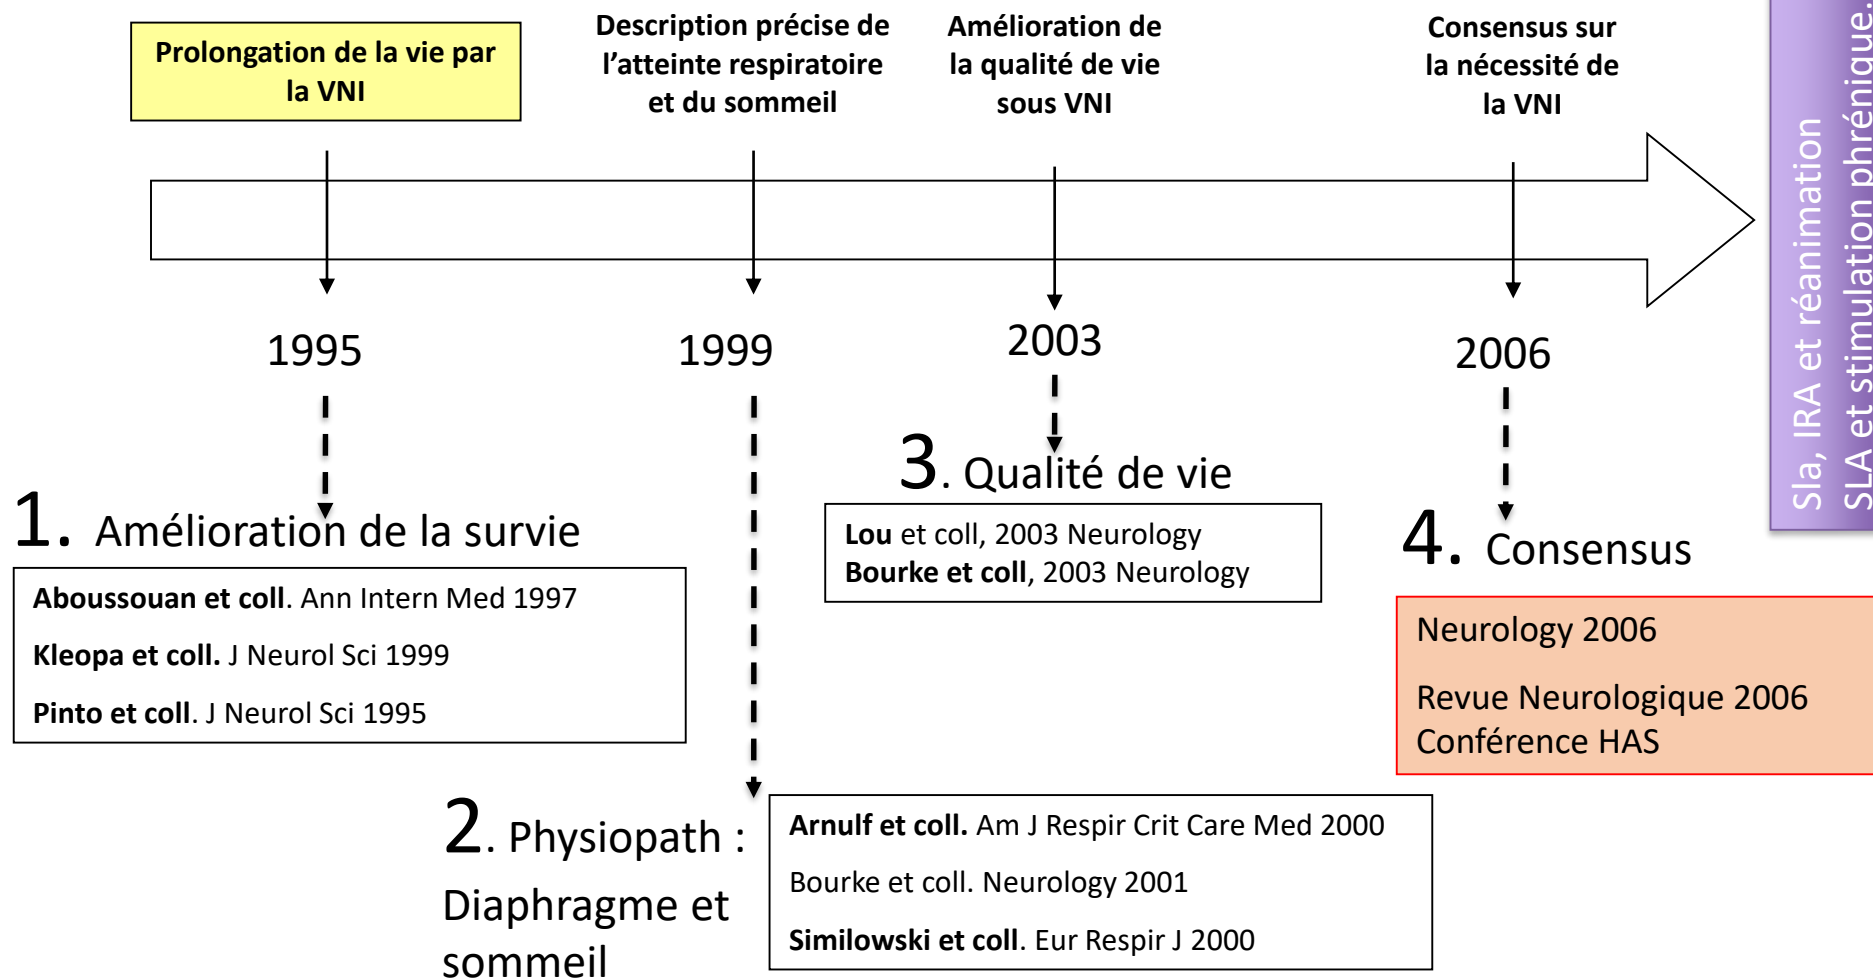 Prolongation de la vie par
la VNI
Description précise de
l’atteinte respiratoire
et du sommeil
Amélioration de
la qualité de vie
sous VNI
Consensus sur
la nécessité de
la VNI
Sla, IRA et réanimation
SLA et stimulation phrénique.
1995
1999
2003
2006
1. Amélioration de la survie
Aboussouan et coll. Ann Intern Med 1997
Kleopa et coll. J Neurol Sci 1999
Pinto et coll. J Neurol Sci 1995
2. Physiopath :
Diaphragme et
sommeil
Arnulf et coll. Am J Respir Crit Care Med 2000
Bourke et coll. Neurology 2001
Similowski et coll. Eur Respir J 2000
3. Qualité de vie
Lou et coll, 2003 Neurology
Bourke et coll, 2003 Neurology
4. Consensus
Neurology 2006
Revue Neurologique 2006
Conférence HAS